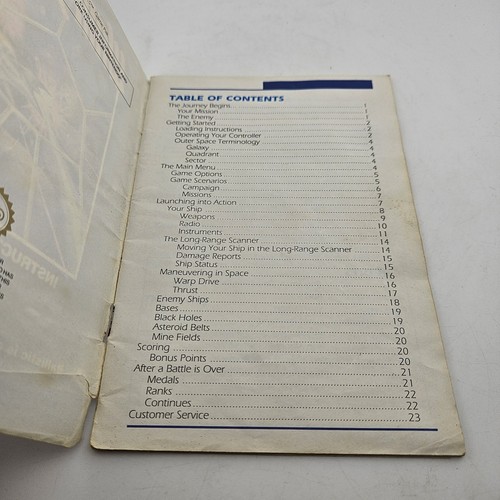 TABLE OF CONTENTS
The Journey Begins 1
Your Mission 1
The Enemy 1
Getting Started 2
Loading Instructions 2
Operating Your Controller 2
Outer Space Terminology 4
Galaxy 4
Quadrant 4
Sector 4
The Main Menu 4
Game Options 5
Game Scenarios 5
Campaign 6
Missions 7
Launching into Action 7
Your Ship 8
Weapons 9
Radio 10
Instruments 11
The Long-Range Scanner 14
Moving Your Ship in the Long-Range Scanner 14
Damage Reports 15
Ship Status 15
Maneuvering in Space 16
Warp Drive 16
Thrust 17
Enemy Ships 18
Bases 19
Black Holes 19
Asteroid Belts 20
Mine Fields 20
Scoring 20
Bonus Points 20
After a Battle is Over 21
Medals 21
Ranks 22
Continues 22
Customer Service 23